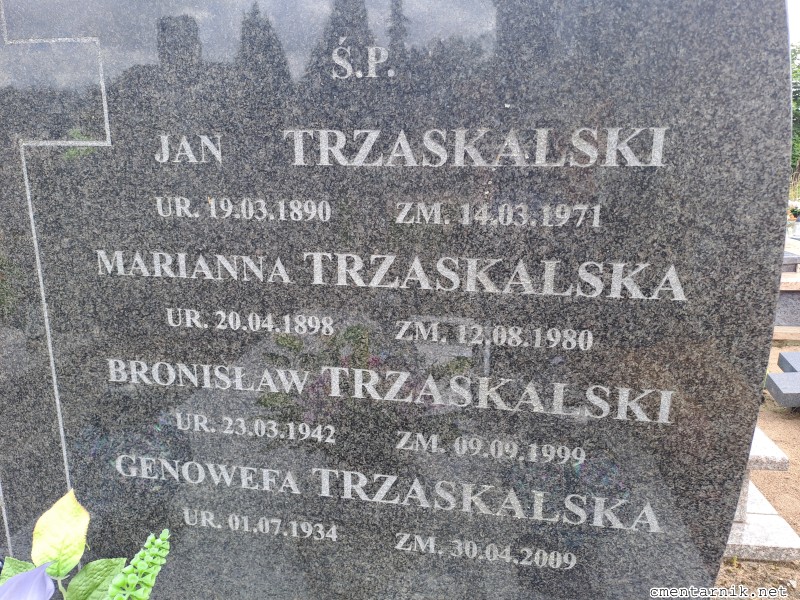 Ś.P.
JAN TRZASKALSKI
UR. 19.03.1890 ZM. 14.03.1971
MARIANNA TRZASKALSKA
UR. 20.04.1898 ZM. 12.08.1980
BRONISŁAW TRZASKALSKI
UR. 23.03.1942 ZM. 09.09.1999
GENOWEFA TRZASKALSKA
UR. 01.07.1934 ZM. 30.04.2009
cmentarnik.net